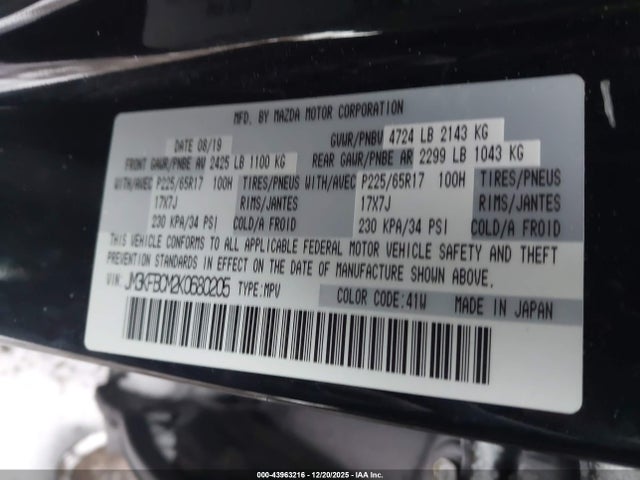 MFD. BY MAZDA MOTOR CORPORATION
DATE 08/19 GVWR/PNBV 4724 LB 2143 KG
FRONT GAWR/PNBE AV 2425 LB 1100 KG REAR GAWR/PNBE AR 2299 LB 1043 KG
WITH/AVEC P225/65R17 100H TIRES/PNEUS WITH/AVEC P225/65R17 100H TIRES/PNEUS
17X7J RIMS/JANTES 17X7J RIMS/JANTES
230 KPA/34 PSI COLD/A FROID 230 KPA/34 PSI COLD/A FROID
THIS VEHICLE CONFORMS TO ALL APPLICABLE FEDERAL MOTOR VEHICLE SAFETY AND THEFT
PREVENTION STANDARDS IN EFFECT ON THE DATE OF MANUFACTURE SHOWN ABOVE.
VIN: JM3KFBCM2K0680205 TYPE:MPV COLOR CODE:41W MADE IN JAPAN
000-43963216 - 12/20/2025 - IAA Inc.